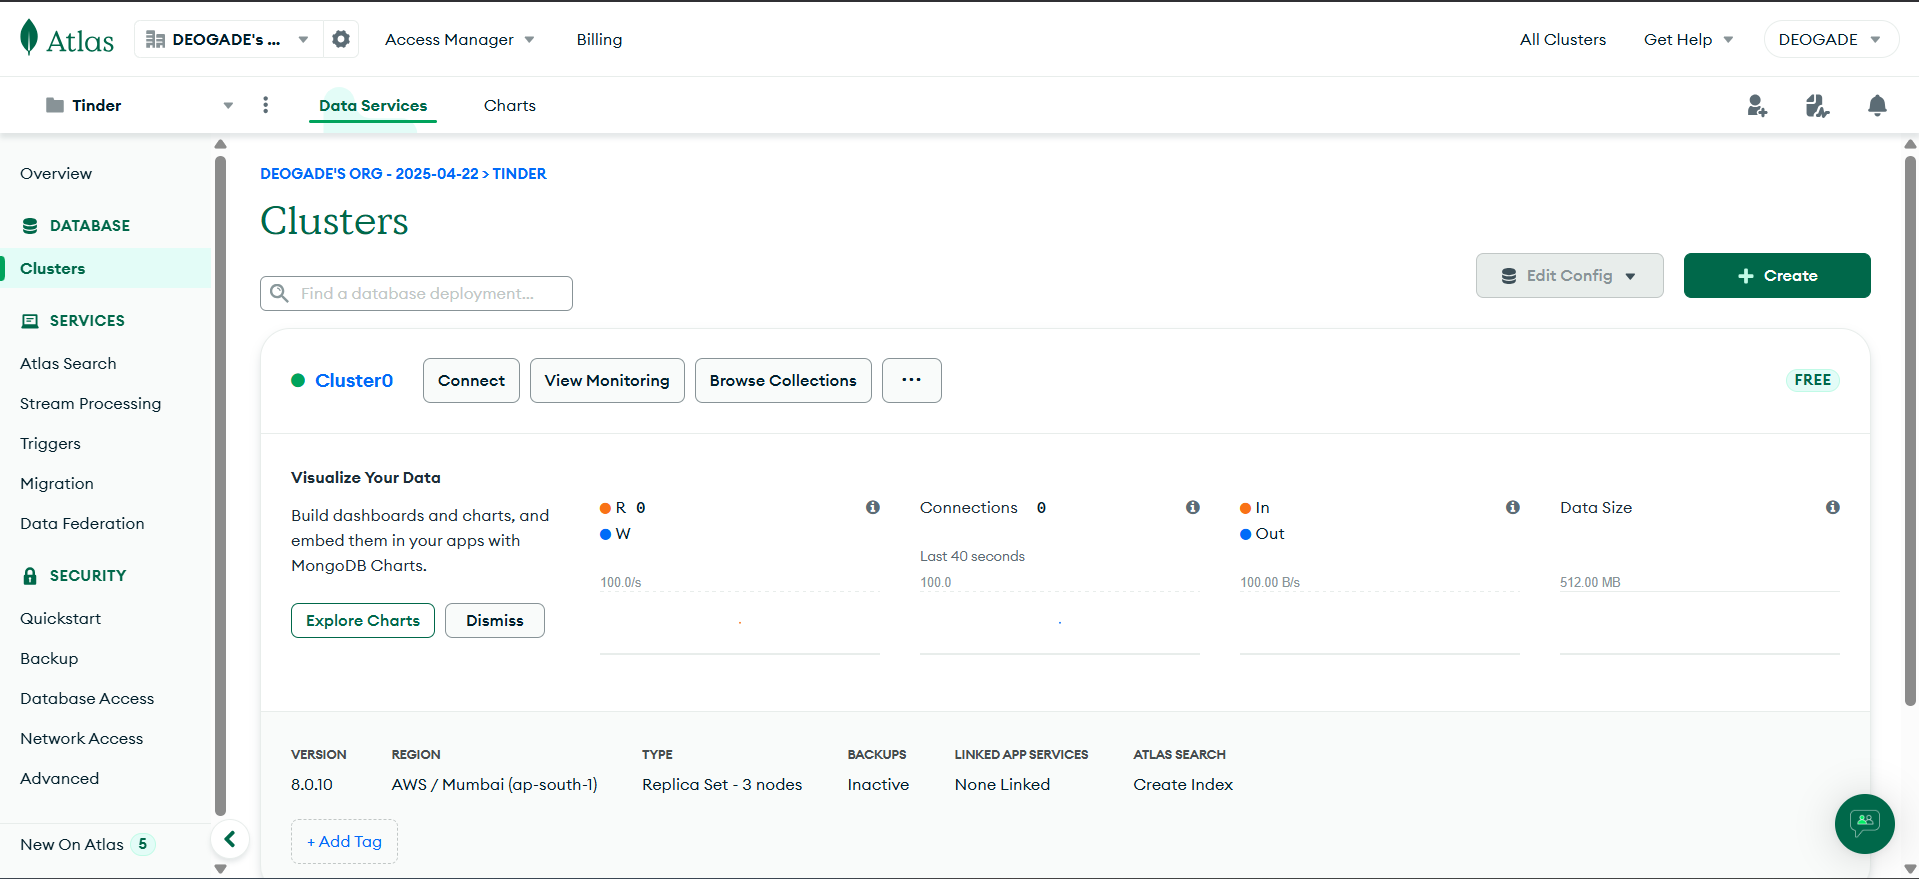 Atlas
DEOGADE's ...
Access Manager
Billing
All Clusters
Get Help
DEOGADE
Tinder
Data Services
Charts
Overview
DATABASE
Clusters
SERVICES
Atlas Search
Stream Processing
Triggers
Migration
Data Federation
SECURITY
Quickstart
Backup
Database Access
Network Access
Advanced
New On Atlas 5
DEOGADE'S ORG - 2025-04-22 > TINDER
Clusters
Find a database deployment...
Edit Config
+ Create
Cluster0
Connect
View Monitoring
Browse Collections
...
FREE
Visualize Your Data
Build dashboards and charts, and
embed them in your apps with
MongoDB Charts.
Explore Charts
Dismiss
R 0
W
100.0/s
Connections 0
Last 40 seconds
100.0
In
Out
100.00 B/s
Data Size
512.00 MB
VERSION
8.0.10
REGION
AWS / Mumbai (ap-south-1)
TYPE
Replica Set - 3 nodes
BACKUPS
Inactive
LINKED APP SERVICES
None Linked
ATLAS SEARCH
Create Index
+ Add Tag